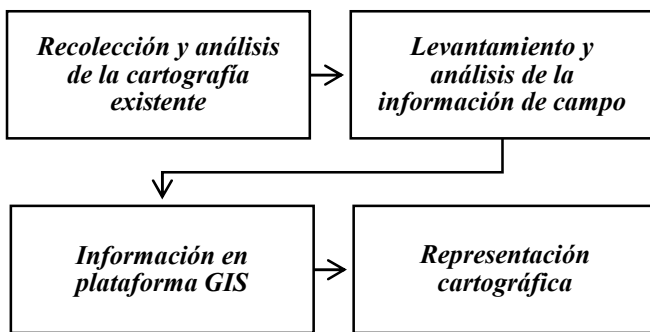 Recolección y análisis
de la cartografía
existente
Levantamiento y
análisis de la
información de campo
Información en
plataforma GIS
Representación
cartográfica